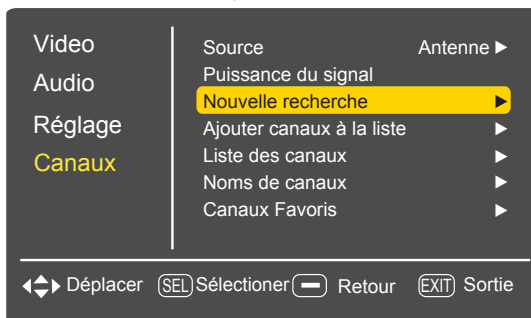 Video
Audio
Réglage
Canaux
Source Antenne
Puissance du signal
Nouvelle recherche
Ajouter canaux à la liste
Liste des canaux
Noms de canaux
Canaux Favoris
Déplacer SEL Sélectioner Retour EXIT Sortie